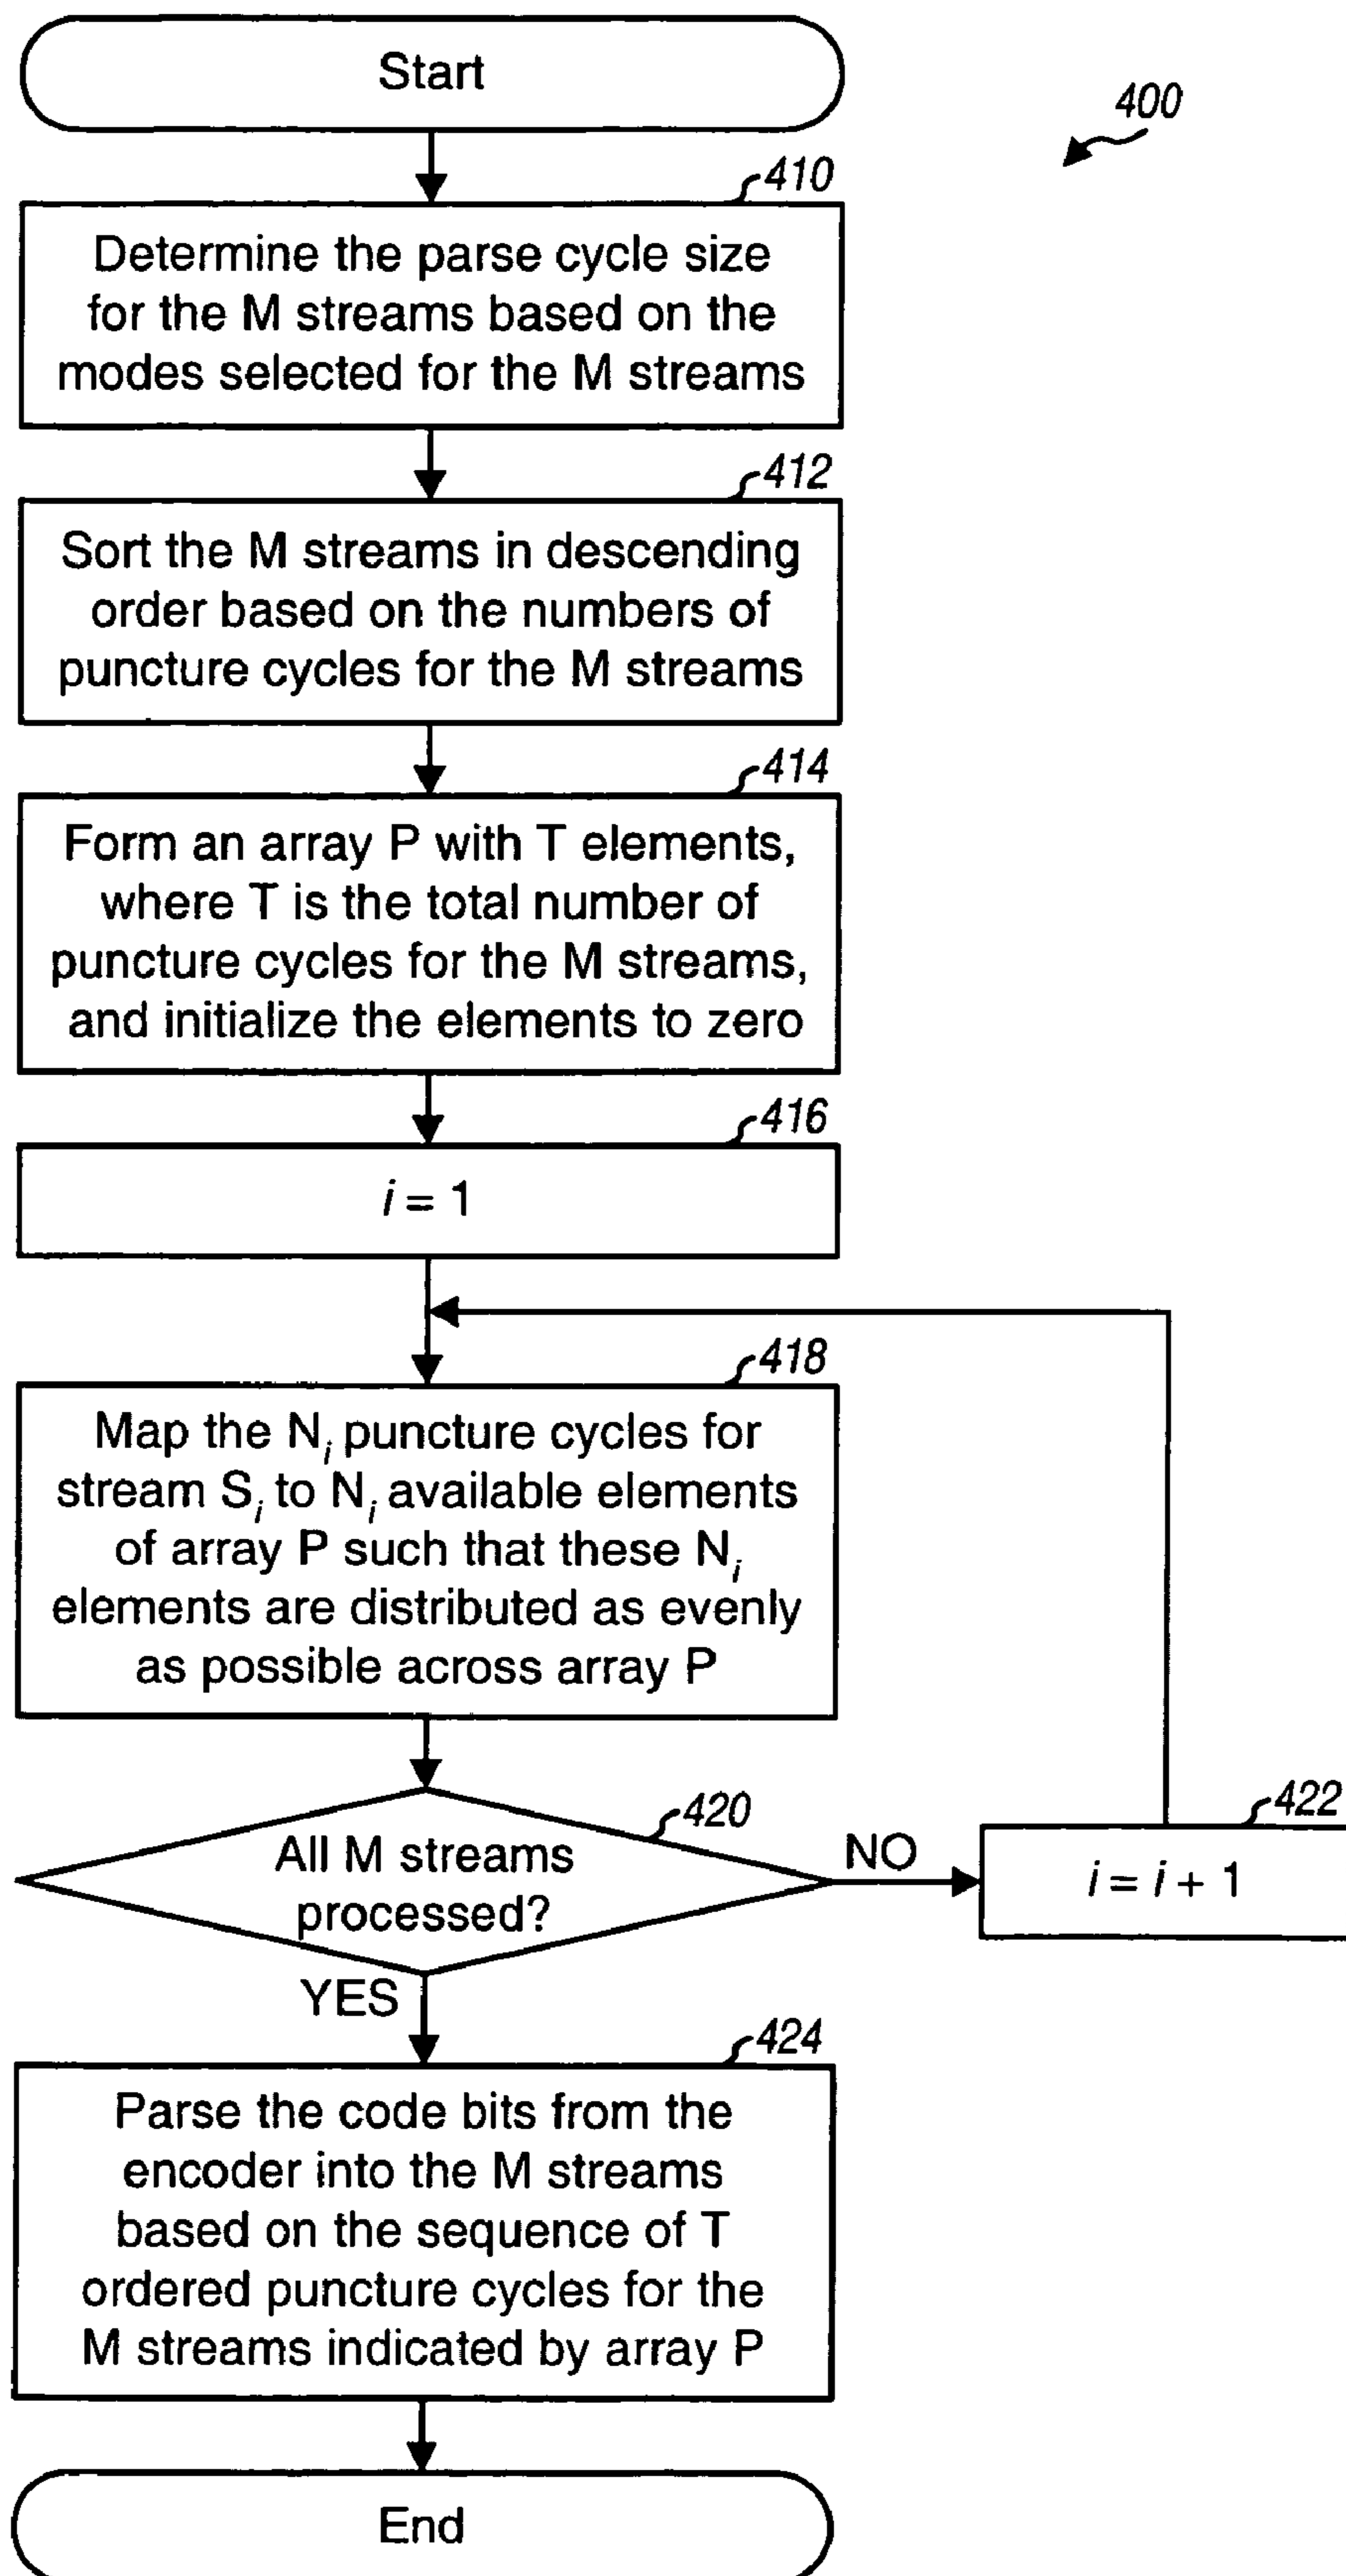 Start
400
410
Determine the parse cycle size
for the M streams based on the
modes selected for the M streams
412
Sort the M streams in descending
order based on the numbers of
puncture cycles for the M streams
414
Form an array P with T elements,
where T is the total number of
puncture cycles for the M streams,
and initialize the elements to zero
416
i = 1
418
Map the Ni puncture cycles for
stream Si to Ni available elements
of array P such that these Ni
elements are distributed as evenly
as possible across array P
420
All M streams
processed?
NO
422
i = i + 1
YES
424
Parse the code bits from the
encoder into the M streams
based on the sequence of T
ordered puncture cycles for the
M streams indicated by array P
End